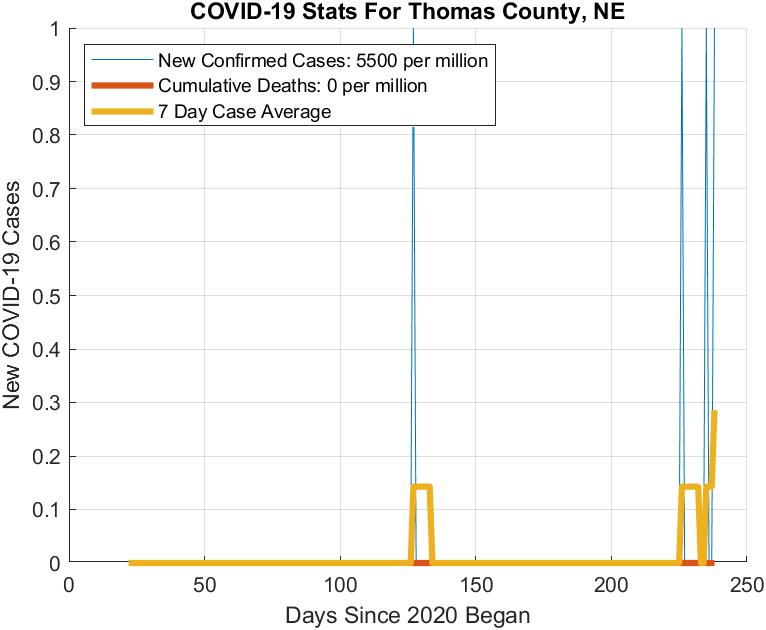 COVID-19 Stats For Thomas County, NE
New Confirmed Cases: 5500 per million
Cumulative Deaths: 0 per million
7 Day Case Average
New COVID-19 Cases
1
0.9
0.8
0.7
0.6
0.5
0.4
0.3
0.2
0.1
0
0 50 100 150 200 250
Days Since 2020 Began